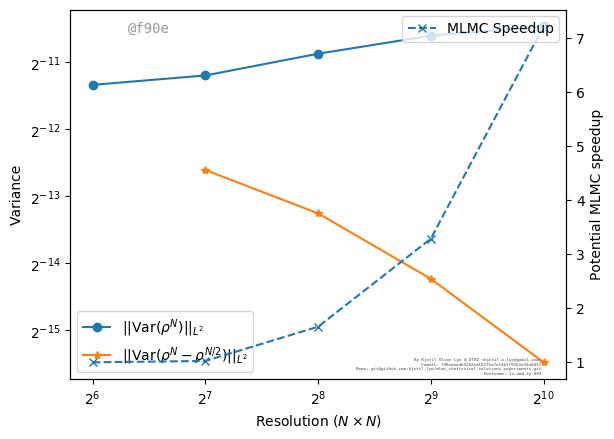 @f90e
MLMC Speedup
2^{-11}
2^{-12}
2^{-13}
2^{-14}
2^{-15}
Variance
7
6
5
4
3
2
1
Potential MLMC speedup
||Var(ρ^N)||_{L^2}
||Var(ρ^N − ρ^{N/2})||_{L^2}
2^6
2^7
2^8
2^9
2^{10}
Resolution (N × N)